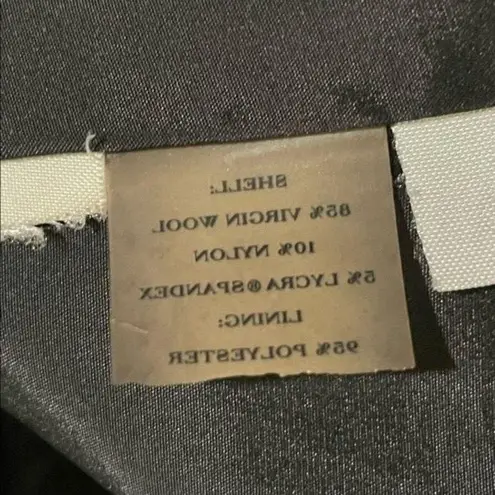 SHELL:
85% VIRGIN WOOL
10% NYLON
5% LYCRA®SPANDEX
LINING:
95% POLYESTER